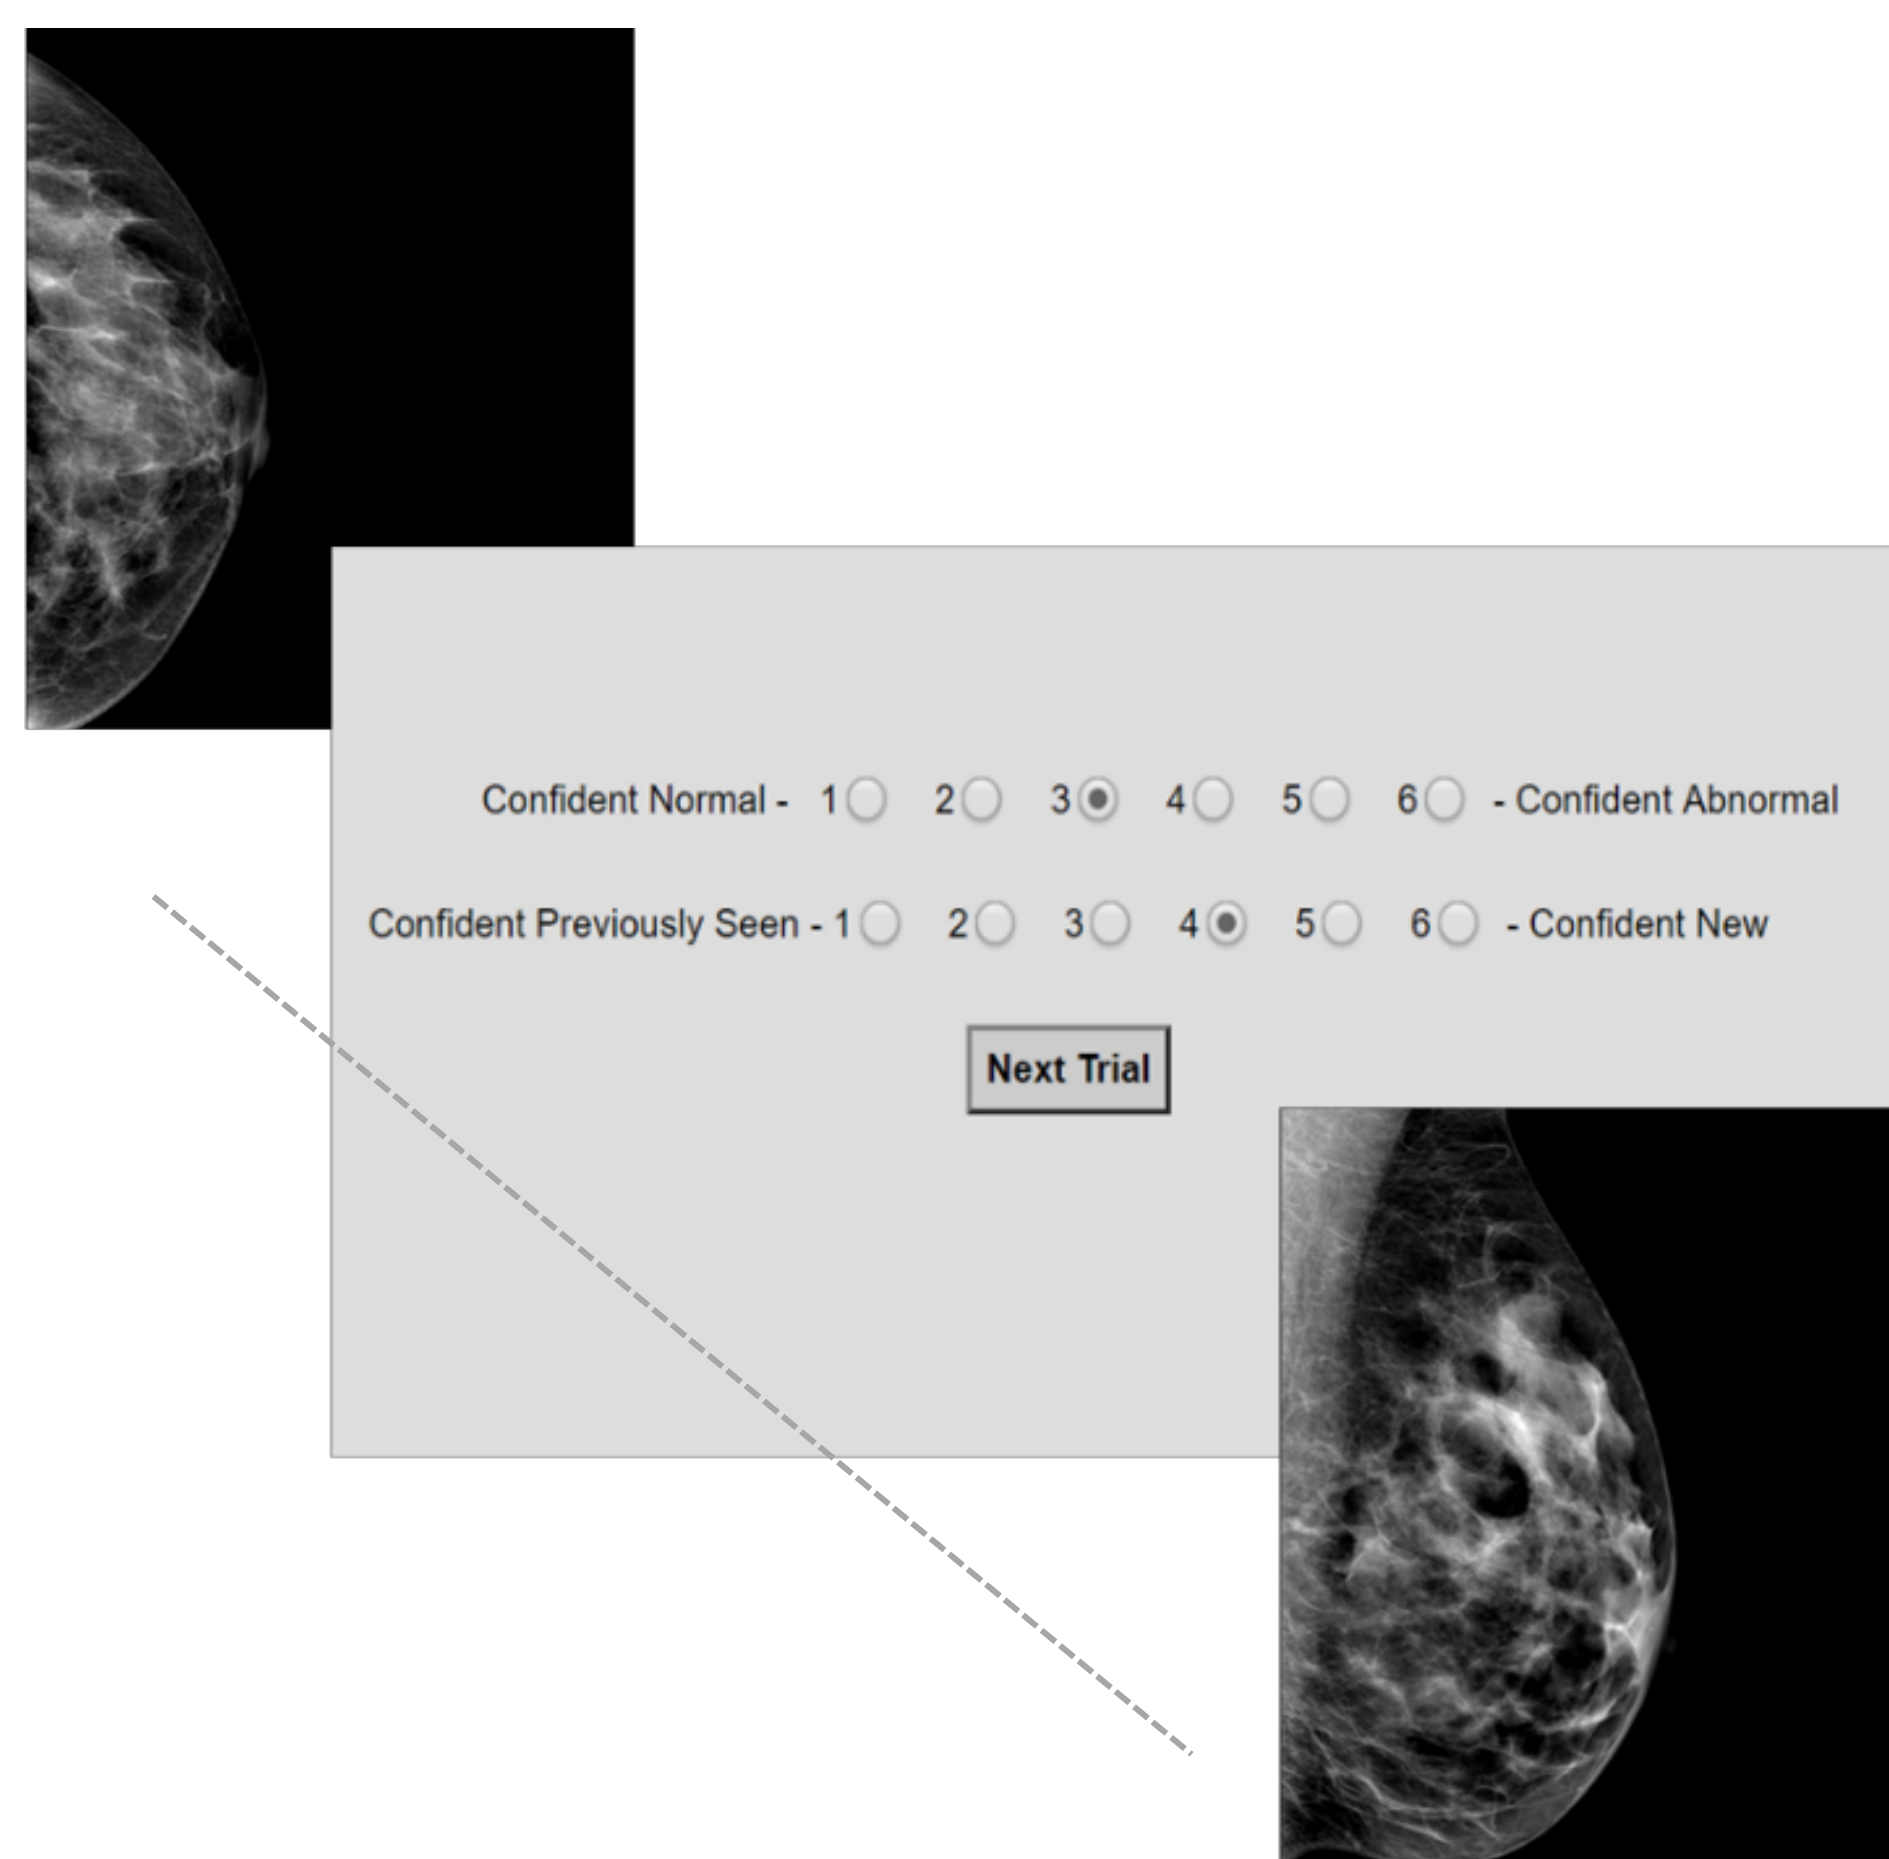 Confident Normal - 1 2 3 4 5 6 - Confident Abnormal
Confident Previously Seen - 1 2 3 4 5 6 - Confident New
Next Trial